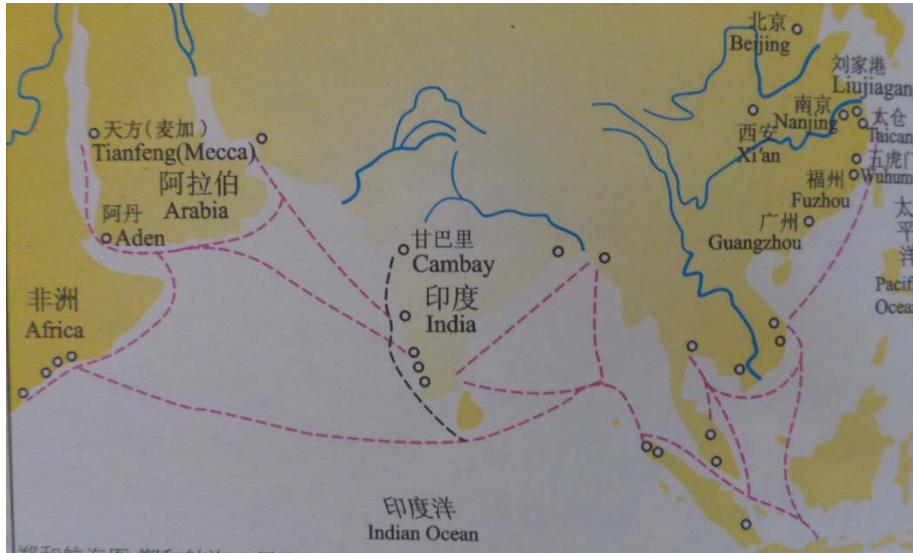 北京
Beijing
刘家港
Liujiagan
南京
Nanjing
太仓
Taican
西安
Xi'an
五虎门
Wuhum
福州
Fuzhou
广州
Guangzhou
太
平
洋
Pacifi
Ocean
天方(麦加)
Tianfeng(Mecca)
阿拉伯
Arabia
阿丹
Aden
甘巴里
Cambay
印度
India
非洲
Africa
印度洋
Indian Ocean